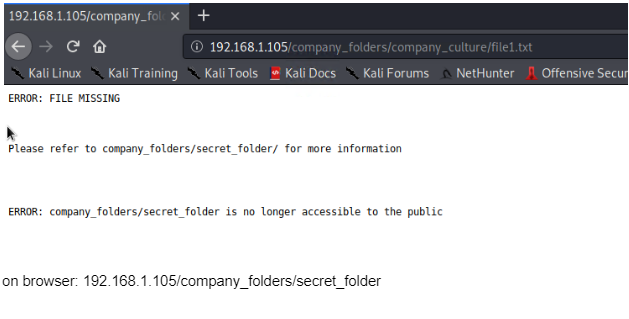 192.168.1.105/company_fol
192.168.1.105/company_folders/company_culture/file1.txt
Kali Linux Kali Training Kali Tools Kali Docs Kali Forums NetHunter Offensive Secur
ERROR: FILE MISSING
Please refer to company_folders/secret_folder/ for more information
ERROR: company_folders/secret_folder is no longer accessible to the public
on browser: 192.168.1.105/company_folders/secret_folder